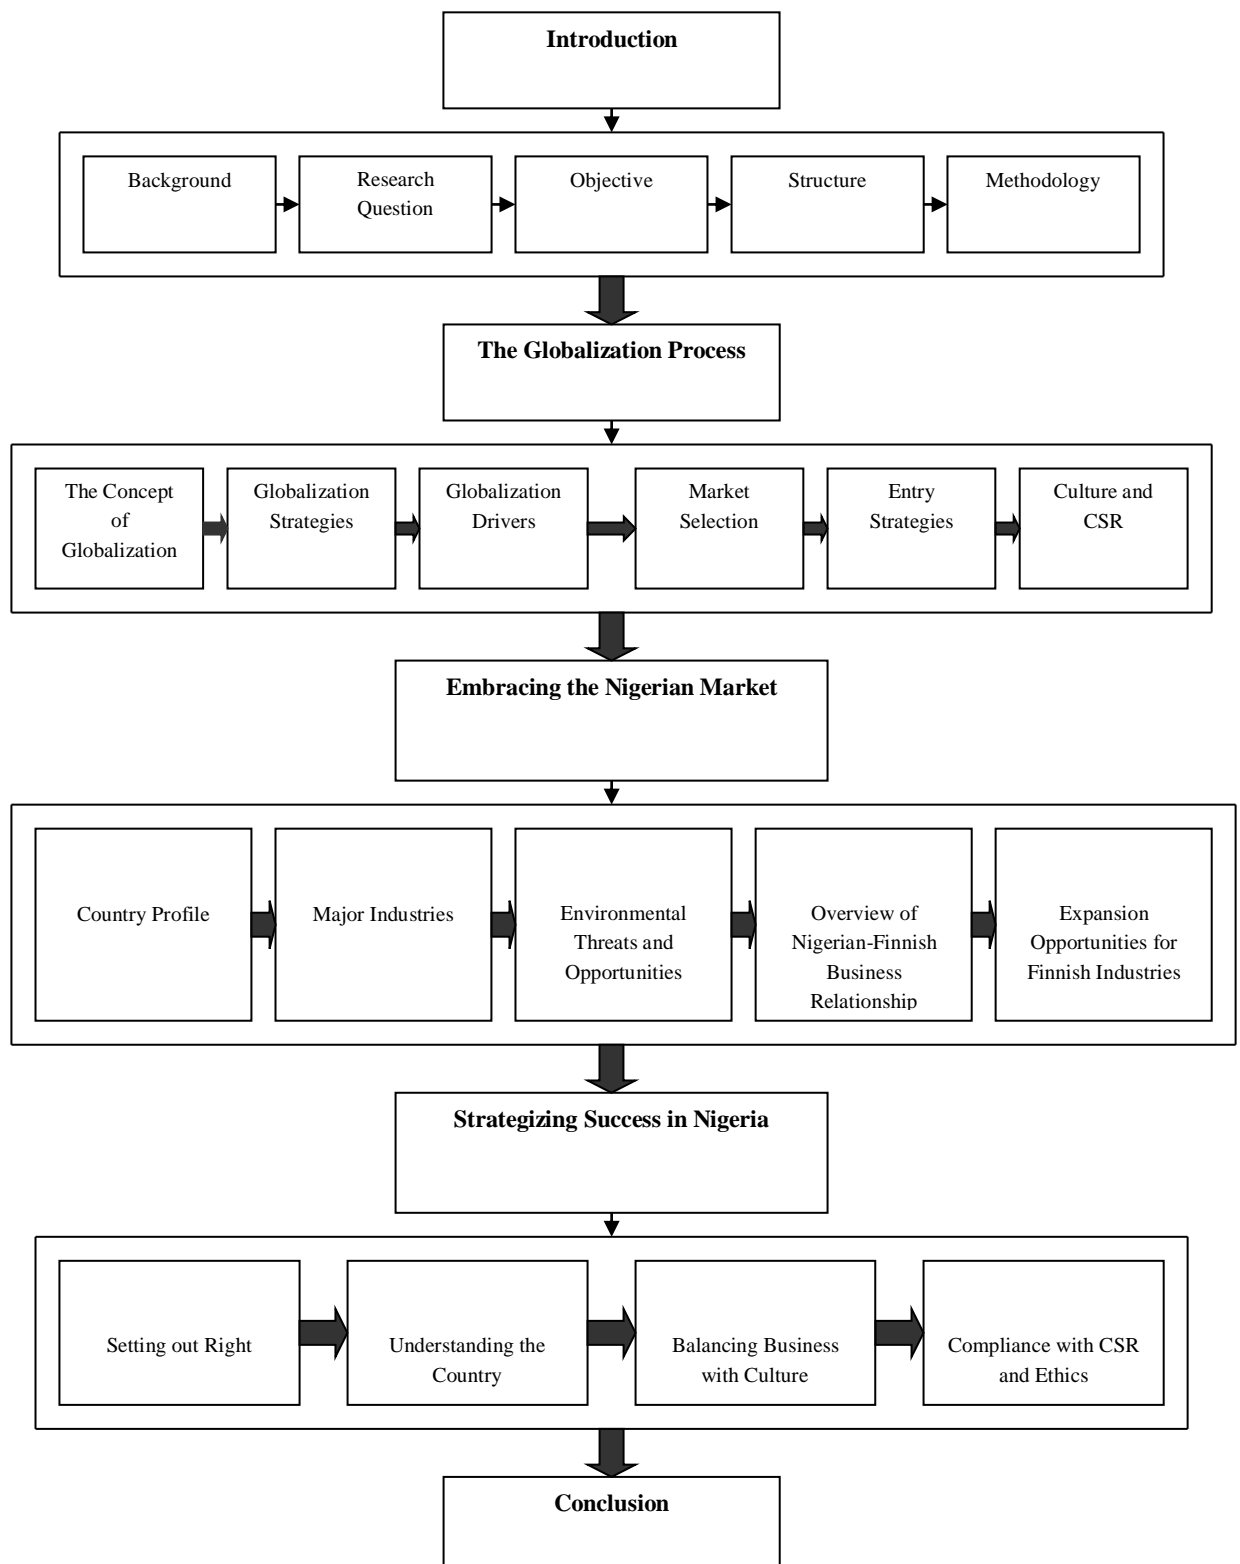 Introduction
Background
Research
Question
Objective
Structure
Methodology
The Globalization Process
The Concept
of
Globalization
Globalization
Strategies
Globalization
Drivers
Market
Selection
Entry
Strategies
Culture and
CSR
Embracing the Nigerian Market
Country Profile
Major Industries
Environmental
Threats and
Opportunities
Overview of
Nigerian-Finnish
Business
Relationship
Expansion
Opportunities for
Finnish Industries
Strategizing Success in Nigeria
Setting out Right
Understanding the
Country
Balancing Business
with Culture
Compliance with CSR
and Ethics
Conclusion